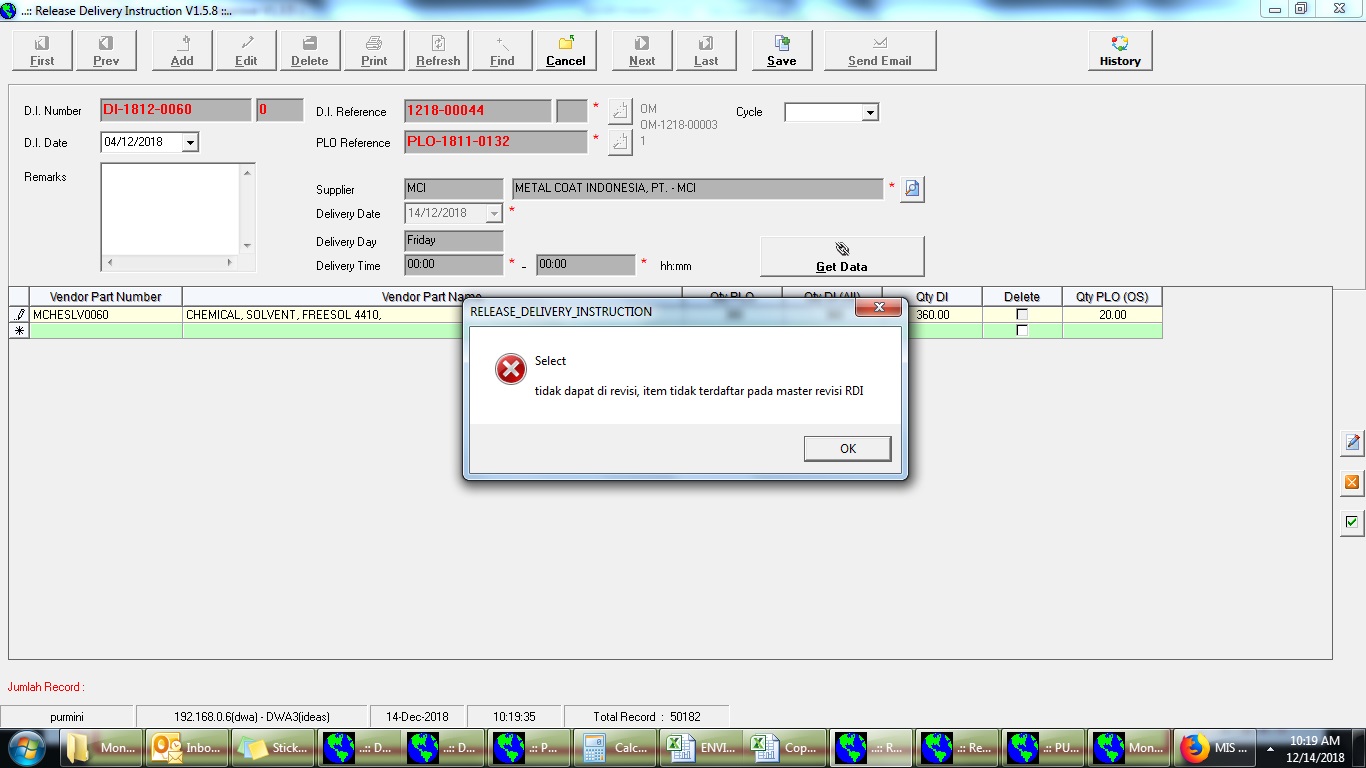 ..:: Release Delivery Instruction V1.5.8 ::..
First Prev Add Edit Delete Print Refresh Find Cancel Next Last Save Send Email History
D.I. Number DI-1812-0060 0 D.I. Reference 1218-00044 * OM Cycle
OM-1218-00003
D.I. Date 04/12/2018 PLO Reference PLO-1811-0132 * 1
Remarks
Supplier MCI METAL COAT INDONESIA, PT. - MCI *
Delivery Date 14/12/2018 *
Delivery Day Friday
Delivery Time 00:00 * - 00:00 * hh:mm Get Data
Vendor Part Number Vendor Part Name Qty PLO Qty DI (All) Qty DI Delete Qty PLO (OS)
MCHESLV0060 CHEMICAL, SOLVENT, FREESOL 4410, 360.00 20.00
RELEASE_DELIVERY_INSTRUCTION
Select
tidak dapat di revisi, item tidak terdaftar pada master revisi RDI
OK
Jumlah Record :
purmini 192.168.0.6(dwa) - DWA3(ideas) 14-Dec-2018 10:19:35 Total Record : 50182
Mon... Inbo... Stick... ..:: D... ..:: D... ..:: P... Calc... ENVI... Cop... ..:: R... ..:: Re... ..:: PU... Mon... MIS ... 10:19 AM
12/14/2018